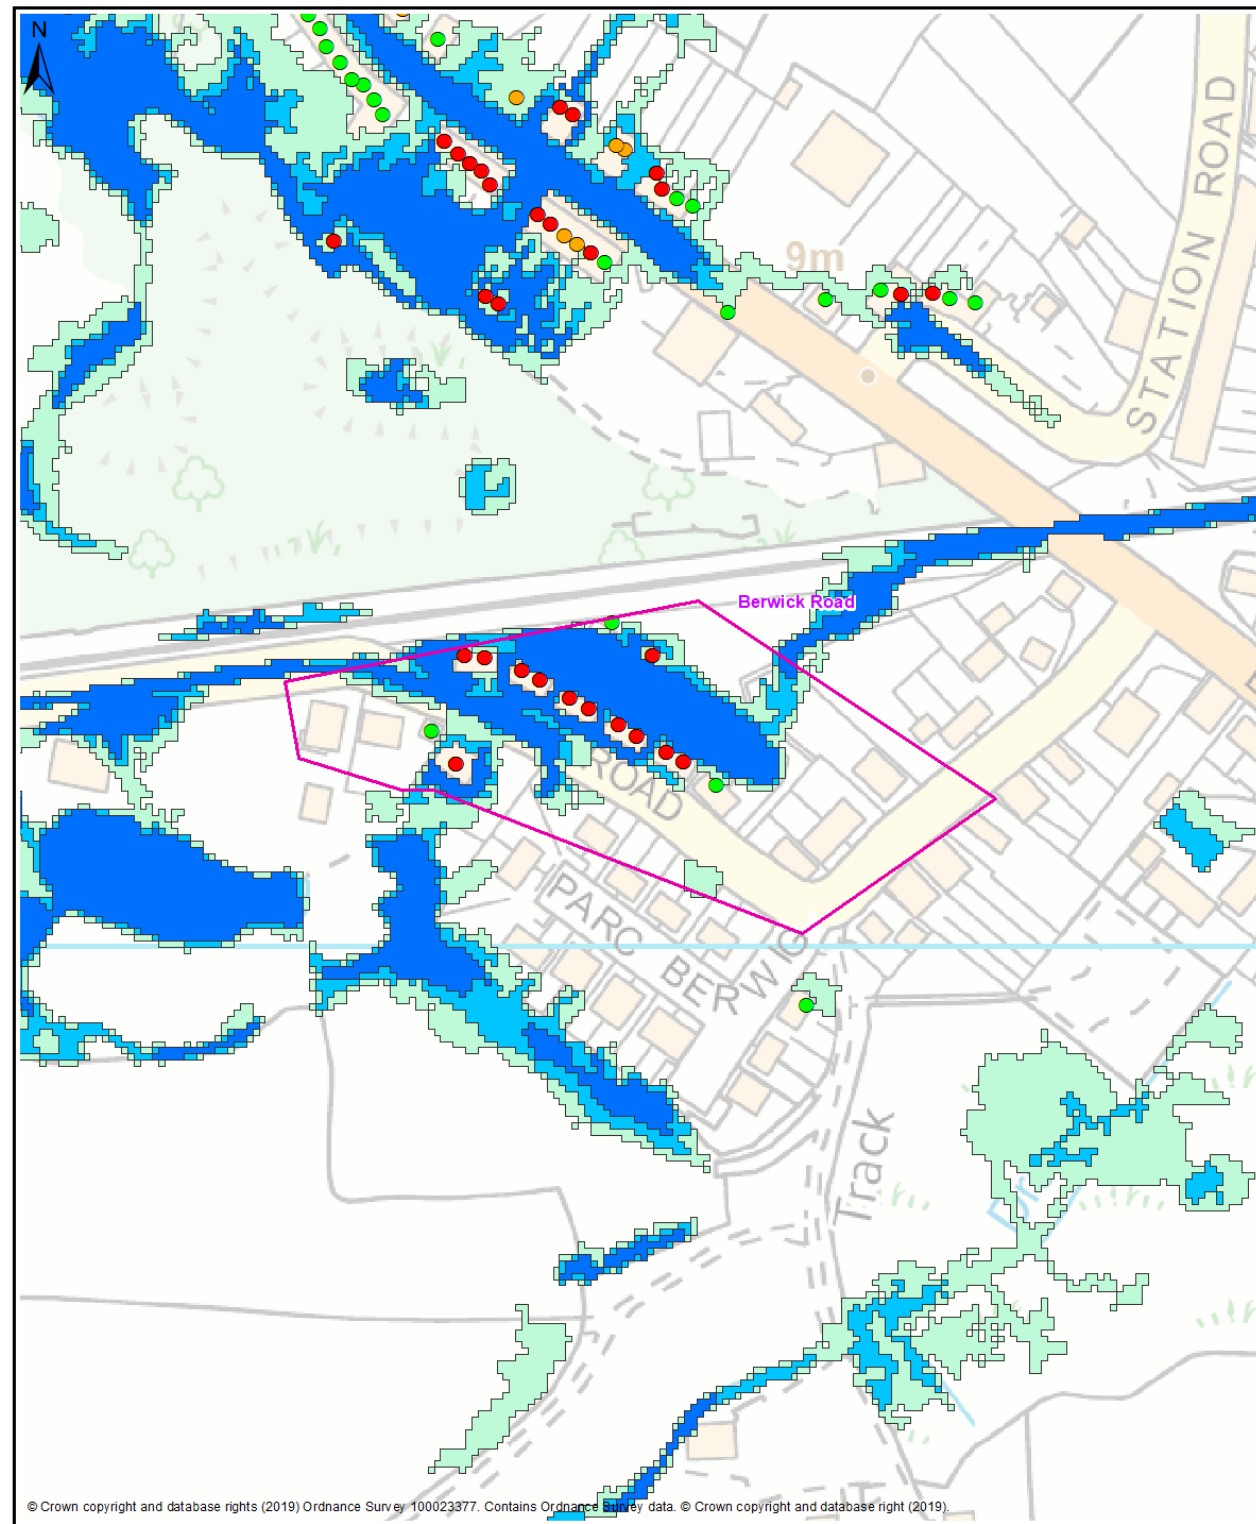 N
STATION ROAD
9m
Berwick Road
ROAD
PARC BERWIG
Track
Dr
© Crown copyright and database rights (2019) Ordnance Survey 100023377. Contains Ordnance Survey data. © Crown copyright and database right (2019).